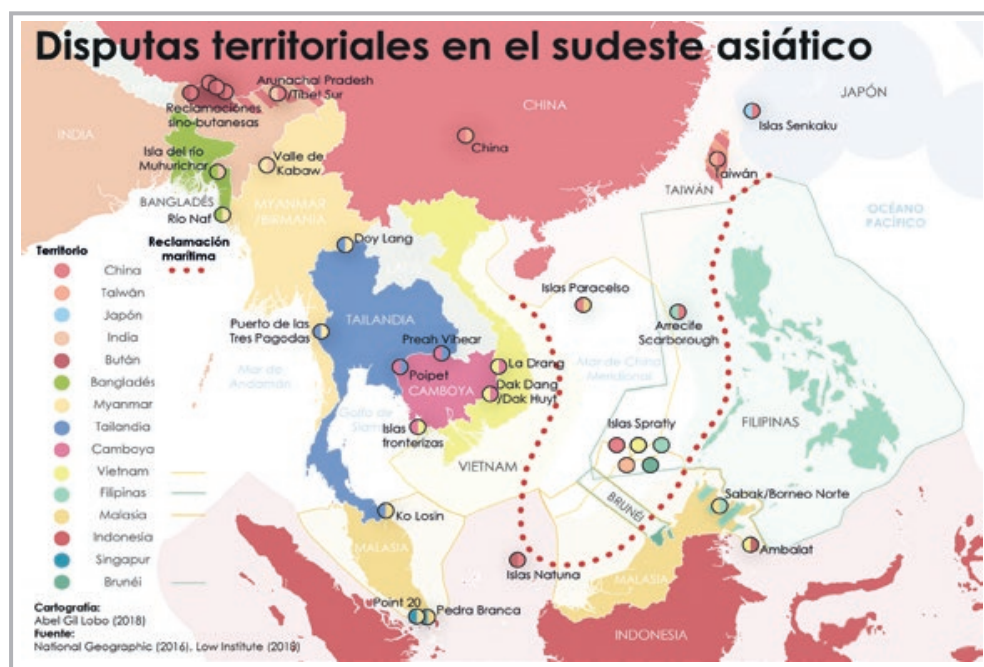 Disputas territoriales en el sudeste asiático
Arunachal Pradesh
/Tíbet Sur
CHINA
JAPÓN
Reclamaciones
sino-butanesas
Islas Senkaku
INDIA
China
Isla del río
Muhurichar
Valle de
Kabaw
Taiwán
TAIWÁN
BANGLADÉS
MYANMAR
/BIRMANIA
Río Naf
OCÉANO
PACÍFICO
Territorio
Reclamación
marítima
Doy Lang
China
Taiwán
Japón
India
Bután
Bangladés
Myanmar
Tailandia
Camboya
Vietnam
Filipinas
Malasia
Indonesia
Singapur
Brunéi
Islas Paracelso
TAILANDIA
Puerto de las
Tres Pagodas
Preah Vihear
Arrecife
Scarborough
Mar de
Andamán
La Drang
Mar de China
Meridional
Poipet
CAMBOYA
Dak Dang
/Dak Huyt
Golfo de
Siam
Islas
fronterizas
Islas Spratly
FILIPINAS
VIETNAM
BRUNÉI
Sabak/Borneo Norte
Ko Losin
MALASIA
Ambalat
Islas Natuna
MALASIA
Point 20
Pedra Branca
INDONESIA
Cartografía:
Abel Gil Lobo (2018)
Fuente:
National Geographic (2016), Low Institute (2018)